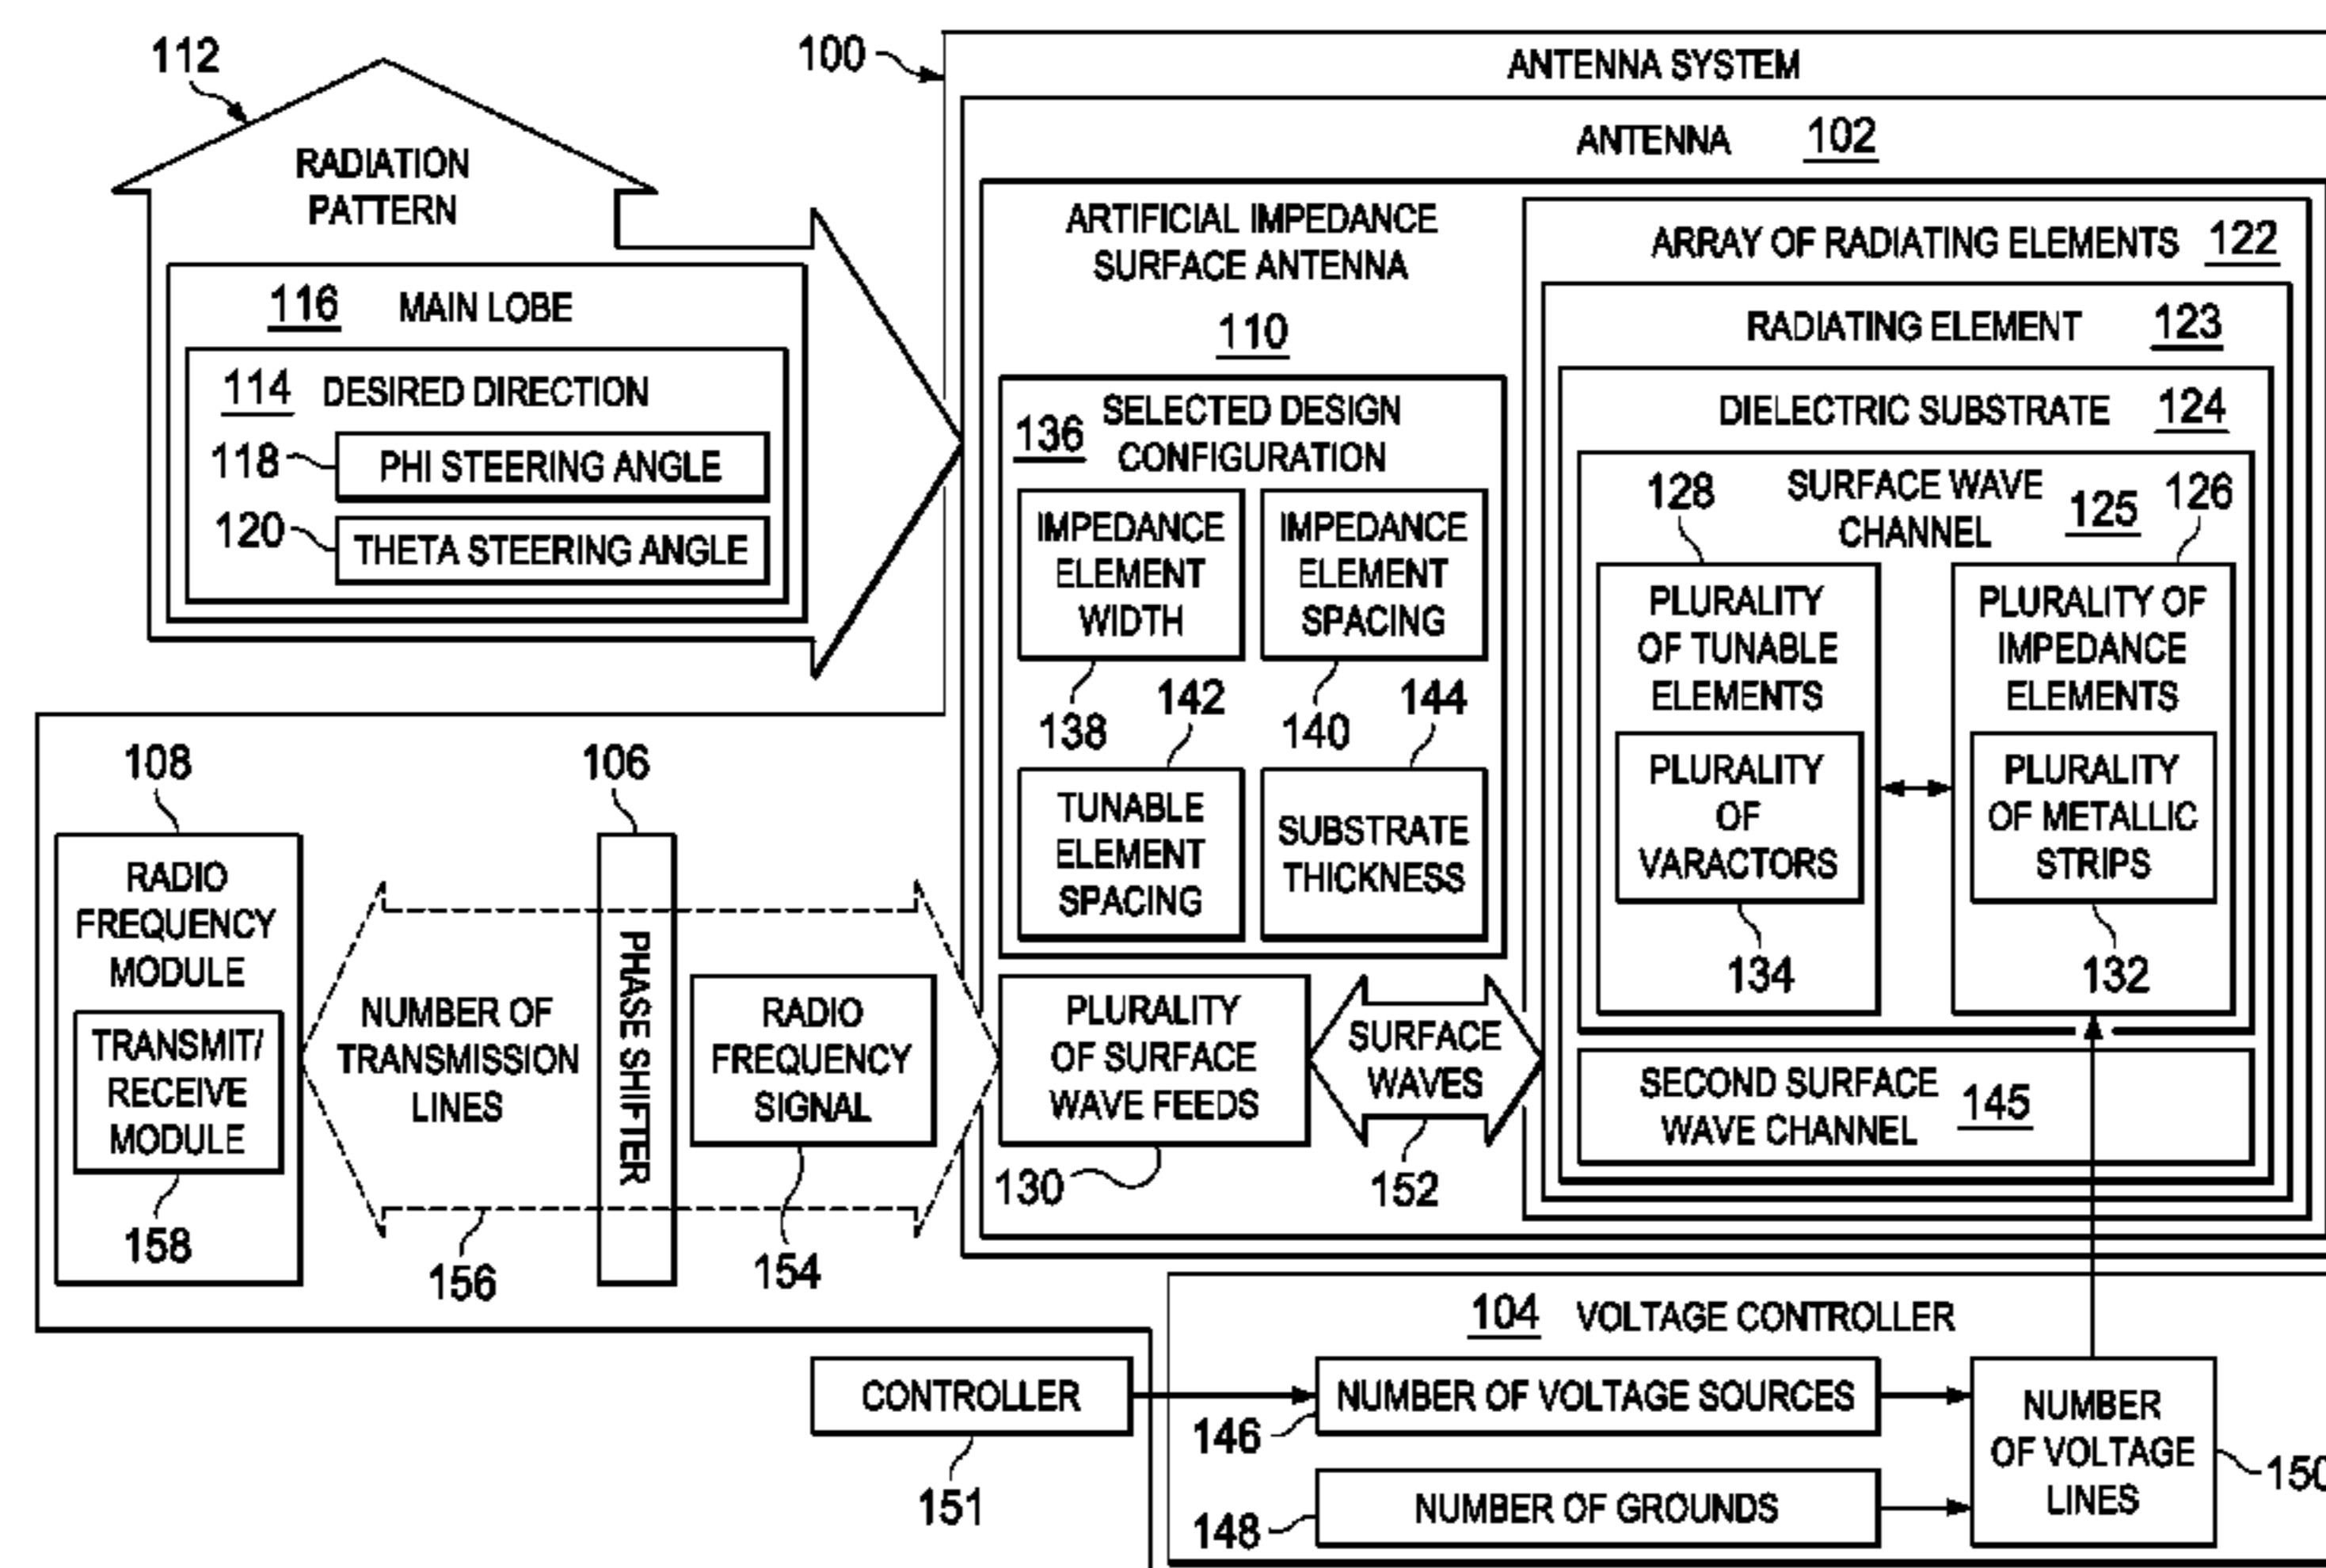 112
RADIATION
PATTERN
116 MAIN LOBE
114 DESIRED DIRECTION
118 PHI STEERING ANGLE
120 THETA STEERING ANGLE
100
ANTENNA SYSTEM
ANTENNA 102
ARTIFICIAL IMPEDANCE
SURFACE ANTENNA
110
136 SELECTED DESIGN
CONFIGURATION
IMPEDANCE
ELEMENT
WIDTH
138
IMPEDANCE
ELEMENT
SPACING
140
142
TUNABLE
ELEMENT
SPACING
144
SUBSTRATE
THICKNESS
ARRAY OF RADIATING ELEMENTS 122
RADIATING ELEMENT 123
DIELECTRIC SUBSTRATE 124
SURFACE WAVE
CHANNEL 125
128
PLURALITY
OF TUNABLE
ELEMENTS
PLURALITY
OF
VARACTORS
134
126
PLURALITY OF
IMPEDANCE
ELEMENTS
PLURALITY
OF METALLIC
STRIPS
132
SECOND SURFACE
WAVE CHANNEL 145
108
RADIO
FREQUENCY
MODULE
TRANSMIT/
RECEIVE
MODULE
158
NUMBER OF
TRANSMISSION
LINES
156
106
PHASE SHIFTER
RADIO
FREQUENCY
SIGNAL
154
PLURALITY
OF SURFACE
WAVE FEEDS
130
SURFACE
WAVES
152
104 VOLTAGE CONTROLLER
CONTROLLER
151
NUMBER OF VOLTAGE SOURCES
146
148 NUMBER OF GROUNDS
NUMBER
OF VOLTAGE
LINES
150